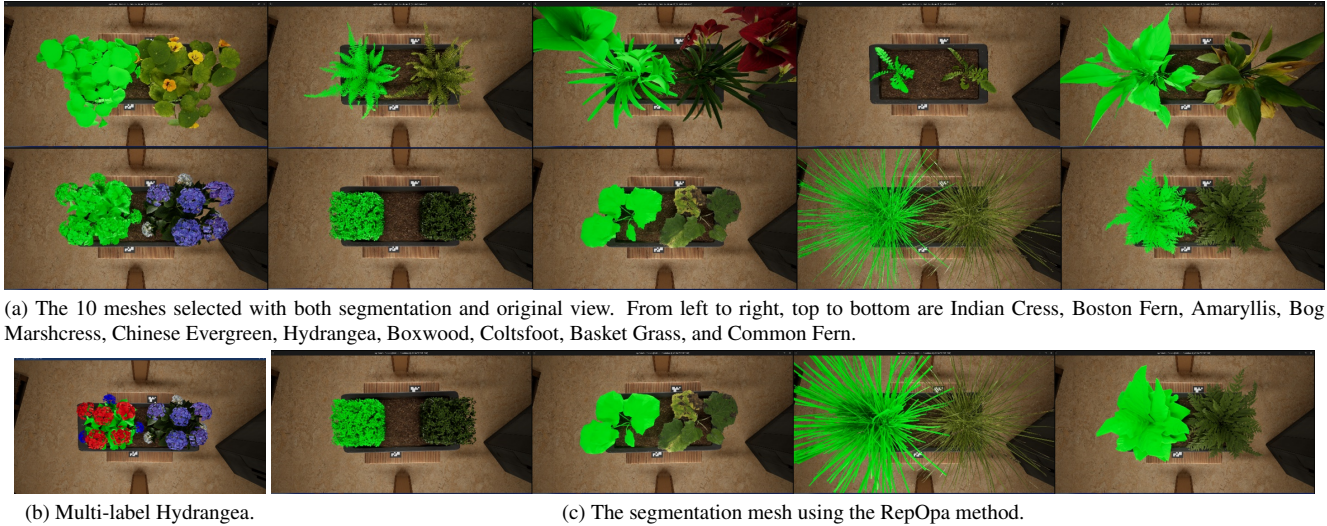 (a) The 10 meshes selected with both segmentation and original view. From left to right, top to bottom are Indian Cress, Boston Fern, Amaryllis, Bog
Marshcress, Chinese Evergreen, Hydrangea, Boxwood, Coltsfoot, Basket Grass, and Common Fern.
(b) Multi-label Hydrangea.
(c) The segmentation mesh using the RepOpa method.